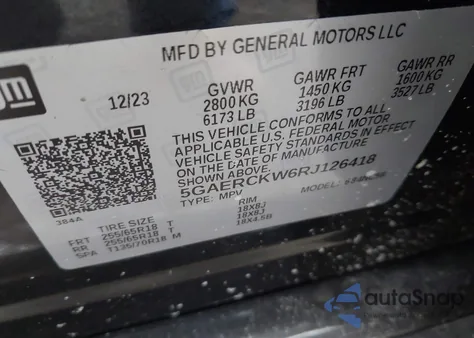 gm
MFD BY GENERAL MOTORS LLC
12/23
GVWR
2800 KG
6173 LB
GAWR FRT
1450 KG
3196 LB
GAWR RR
1600 KG
3527 LB
THIS VEHICLE CONFORMS TO ALL
APPLICABLE U.S. FEDERAL MOTOR
VEHICLE SAFETY STANDARDS IN EFFECT
ON THE DATE OF MANUFACTURE
SHOWN ABOVE.
5GAERCKW6RJ126418
TYPE: MPV
MODEL:
384A
TIRE SIZE
RIM
FRT 255/65R18 T 18X8J
RR 255/65R18 T 18X8J
SPA T135/70R18 M 18X4.5B
autoSnap